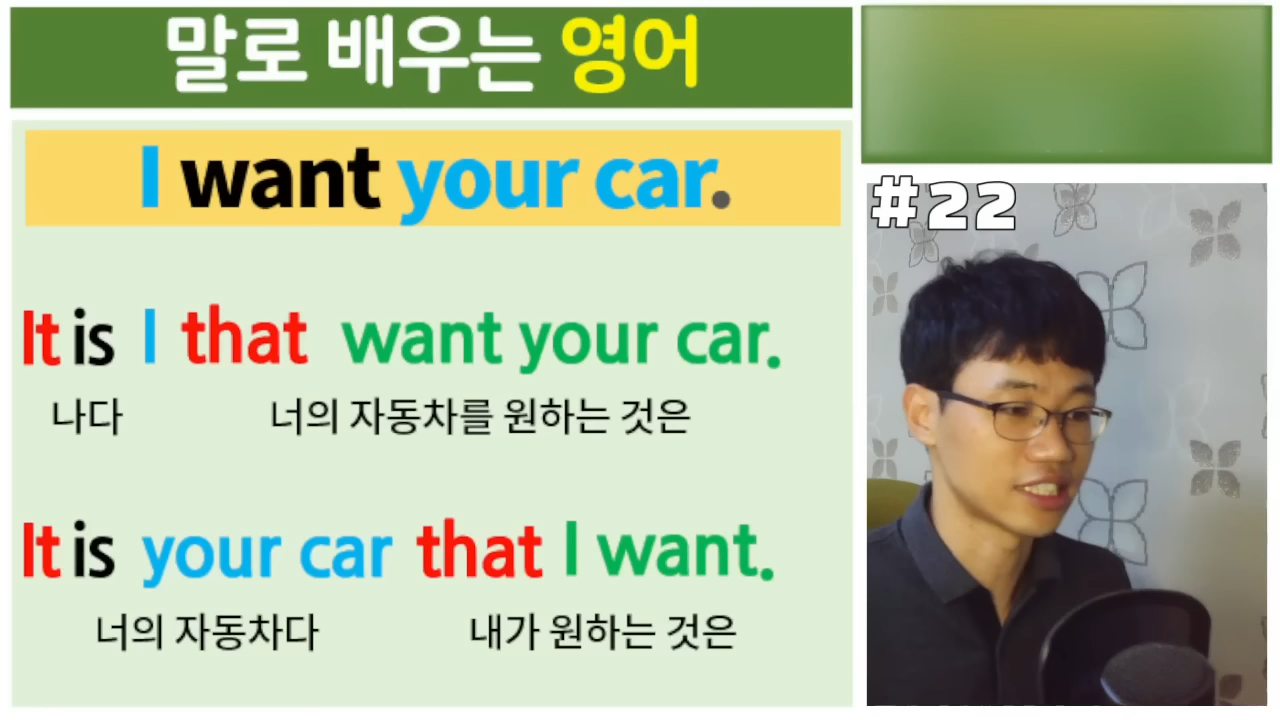 말로 배우는 영어
I want your car.
#22
It is I that want your car.
나다 너의 자동차를 원하는 것은
It is your car that I want.
너의 자동차다 내가 원하는 것은